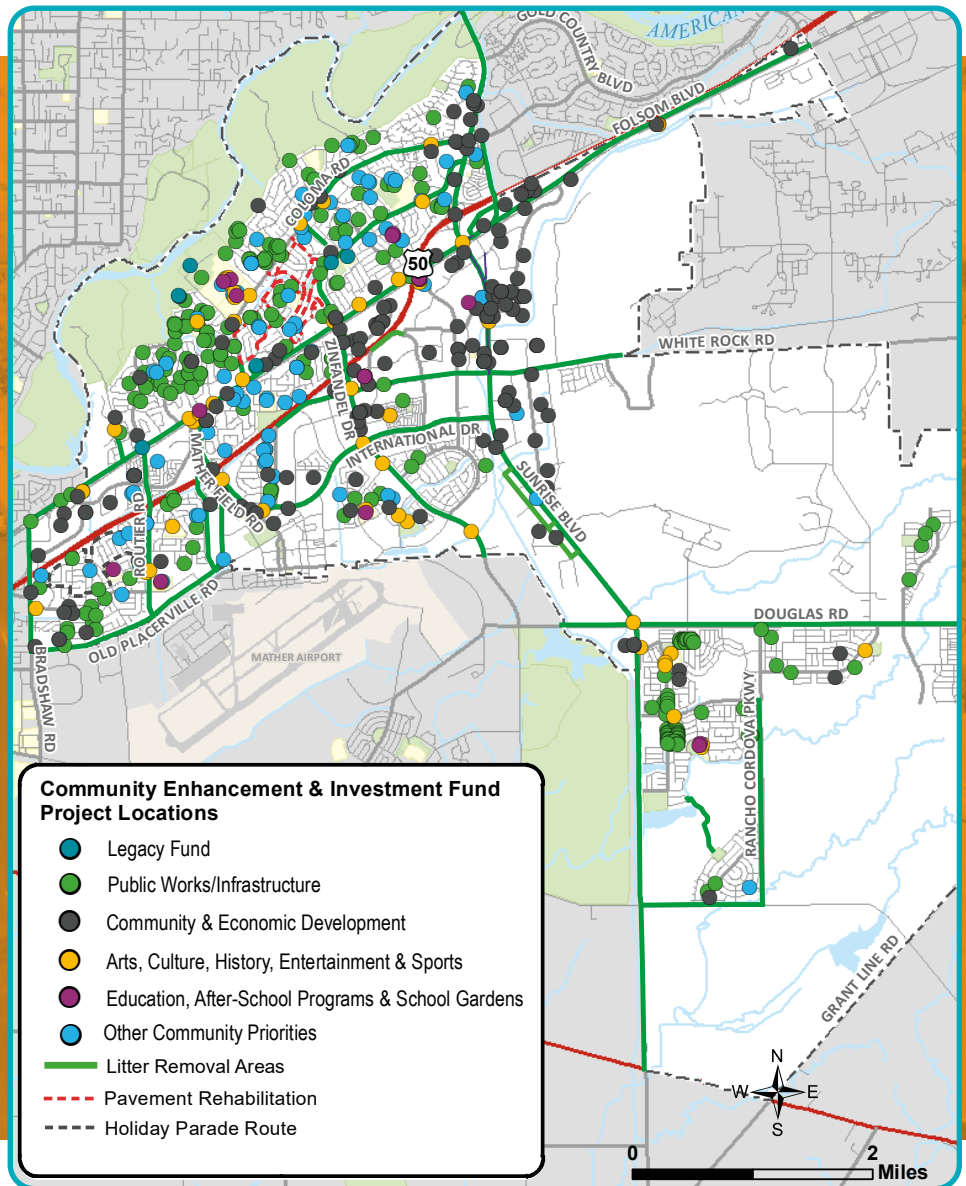 GOLD COUNTRY BLVD
AMERICAN
FOLSOM BLVD
COLOMA RD
50
ZINFANDEL DR
WHITE ROCK RD
INTERNATIONAL DR
SUNRISE BLVD
MATHERFIELD RD
ROUTIER RD
OLD PLACERVILLE RD
MATHER AIRPORT
BRADSHAW RD
DOUGLAS RD
RANCHO CORDOVA PKWY
GRANT LINE RD
Community Enhancement & Investment Fund
Project Locations
Legacy Fund
Public Works/Infrastructure
Community & Economic Development
Arts, Culture, History, Entertainment & Sports
Education, After-School Programs & School Gardens
Other Community Priorities
Litter Removal Areas
Pavement Rehabilitation
Holiday Parade Route
N
W E
S
0 2
Miles